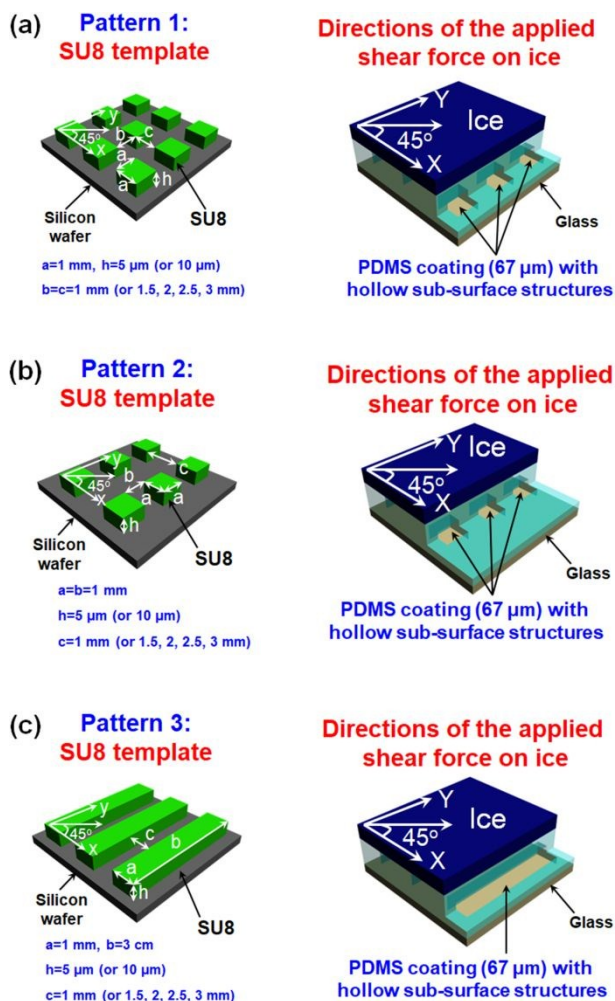 (a)
Pattern 1:
SU8 template
y
45o
x
b
c
a
a
h
Silicon
wafer
SU8
a=1 mm, h=5 µm (or 10 µm)
b=c=1 mm (or 1.5, 2, 2.5, 3 mm)
Directions of the applied
shear force on ice
Y
Ice
45o
X
Glass
PDMS coating (67 µm) with
hollow sub-surface structures
(b)
Pattern 2:
SU8 template
y
45o
x
b
c
a
a
h
Silicon
wafer
SU8
a=b=1 mm
h=5 µm (or 10 µm)
c=1 mm (or 1.5, 2, 2.5, 3 mm)
Directions of the applied
shear force on ice
Y
Ice
45o
X
Glass
PDMS coating (67 µm) with
hollow sub-surface structures
(c)
Pattern 3:
SU8 template
y
45o
x
c
b
a
h
Silicon
wafer
SU8
a=1 mm, b=3 cm
h=5 µm (or 10 µm)
c=1 mm (or 1.5, 2, 2.5, 3 mm)
Directions of the applied
shear force on ice
Y
Ice
45o
X
Glass
PDMS coating (67 µm) with
hollow sub-surface structures